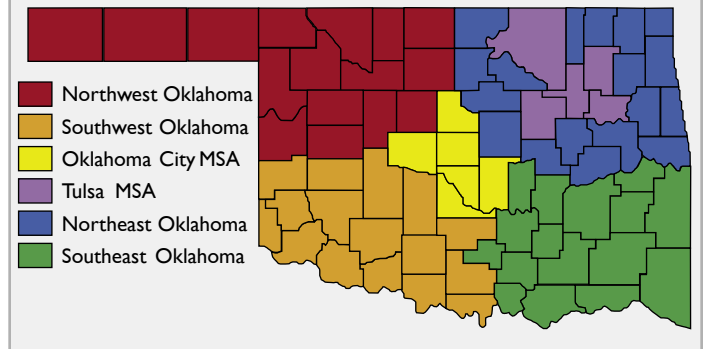 Northwest Oklahoma
Southwest Oklahoma
Oklahoma City MSA
Tulsa MSA
Northeast Oklahoma
Southeast Oklahoma